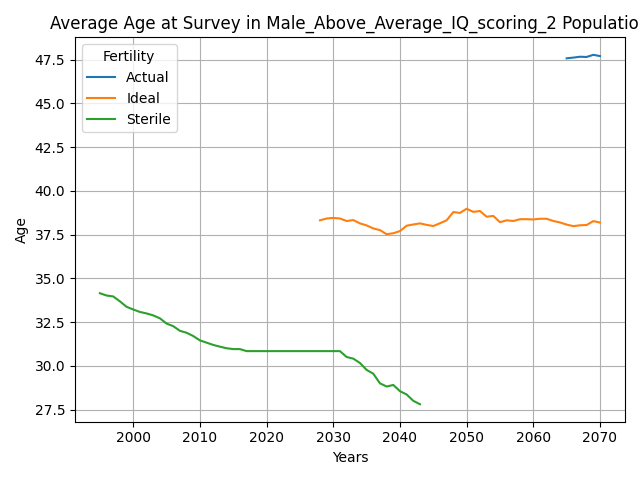 Average Age at Survey in Male_Above_Average_IQ_scoring_2 Populatio
Fertility
Actual
Ideal
Sterile
47.5
45.0
42.5
40.0
37.5
35.0
32.5
30.0
27.5
Age
2000 2010 2020 2030 2040 2050 2060 2070
Years